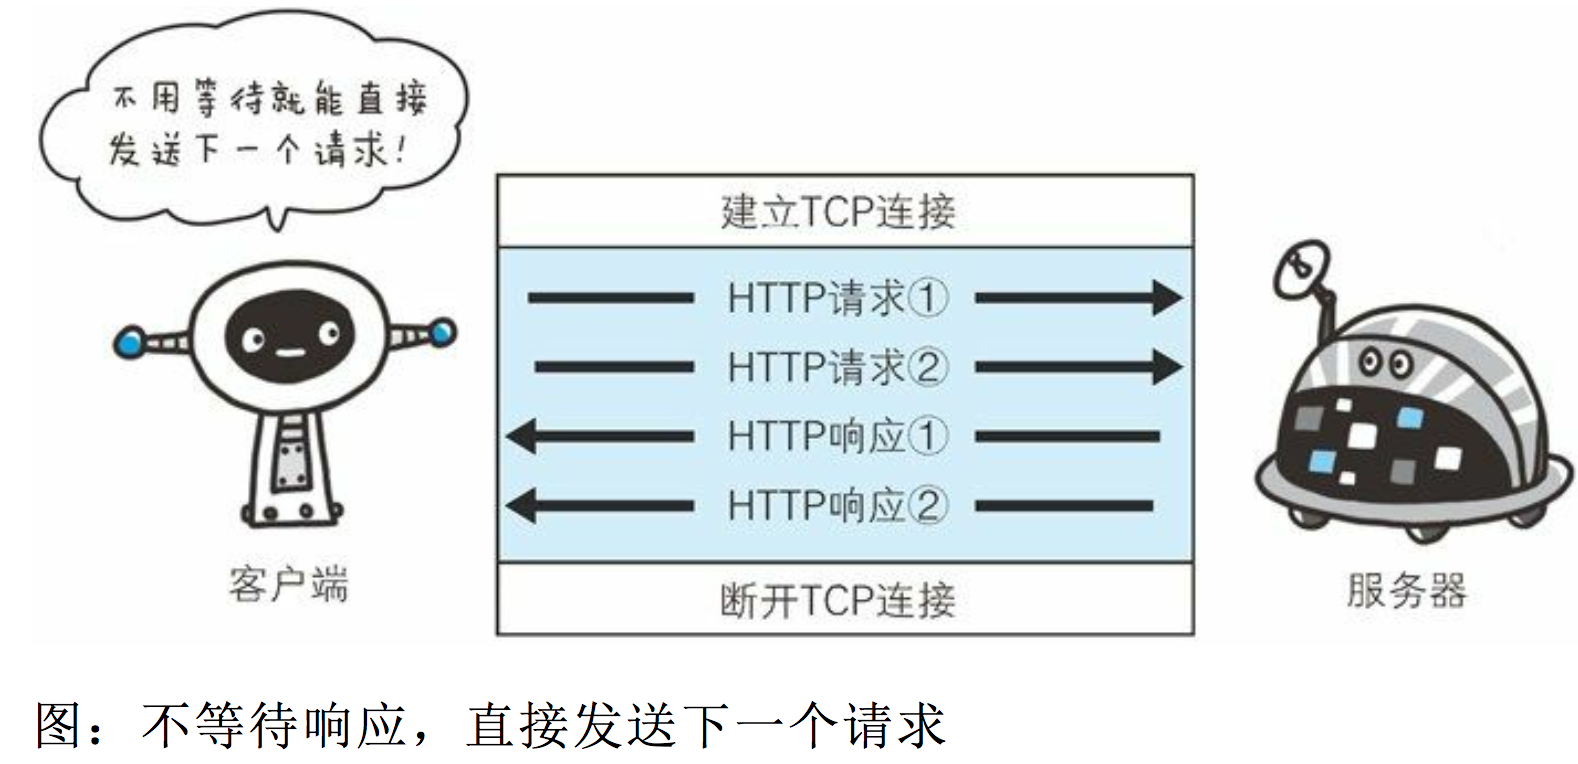 不用等待就能直接
发送下一个请求！
建立TCP连接
HTTP请求①
HTTP请求②
HTTP响应①
HTTP响应②
断开TCP连接
客户端
服务器
图：不等待响应，直接发送下一个请求